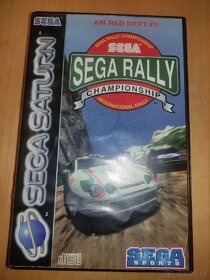 SEGA
AM R&D DEPT.#3
SEGA RALLY CHAMPIONSHIP
SEGA
SEGA RALLY
CHAMPIONSHIP
INTERNATIONAL RALLY
SEGA SATURN
SEGA
SPORTS